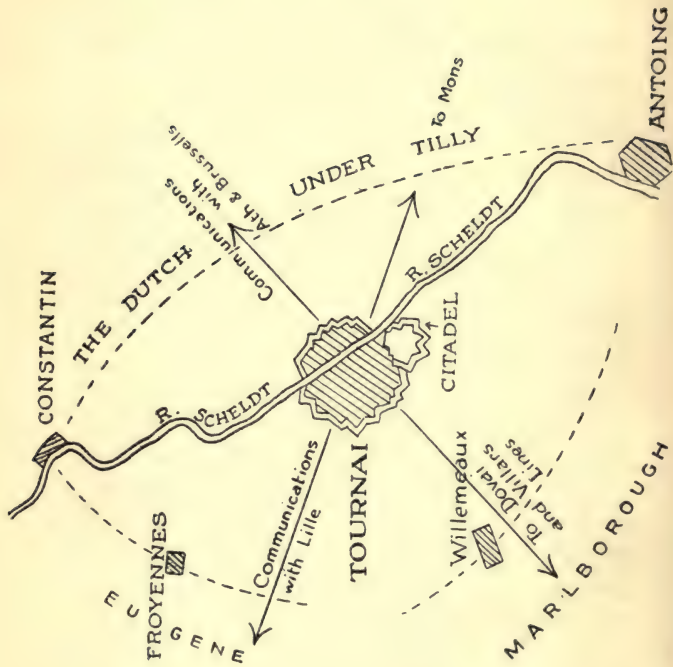 CONSTANTIN
THE DUTCH
UNDER TILLY
Communications
with
Ath & Brussells
To Mons
ANTOING
R. SCHELDT
R. SCHELDT
CITADEL
TOURNAI
FROYENNES
EUGENE
Communications
with Lille
Willemeaux
To Dovai
and Villars
Lines
MARLBOROUGH